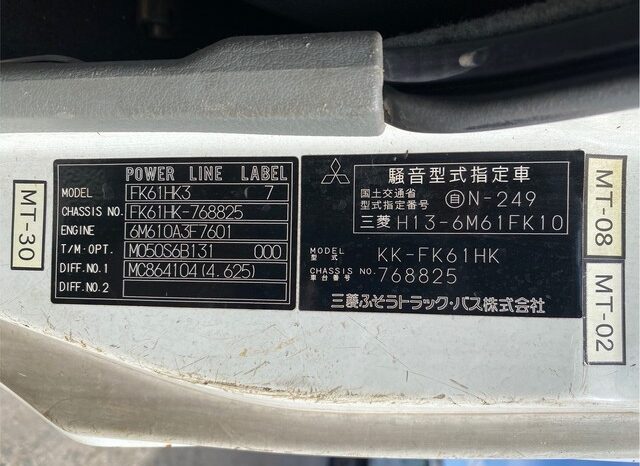 MT-30
POWER LINE LABEL
MODEL FK61HK3 7
CHASSIS NO. FK61HK-768825
ENGINE 6M610A3F7601
T/M・OPT. M050S6B131 000
DIFF.NO.1 MC864104(4.625)
DIFF.NO.2
騒音型式指定車
国土交通省
型式指定番号 自N-249
三菱 H13-6M61FK10
MODEL
型式 KK-FK61HK
CHASSIS NO.
車台番号 768825
三菱ふそうトラック・バス株式会社
MT-08
MT-02